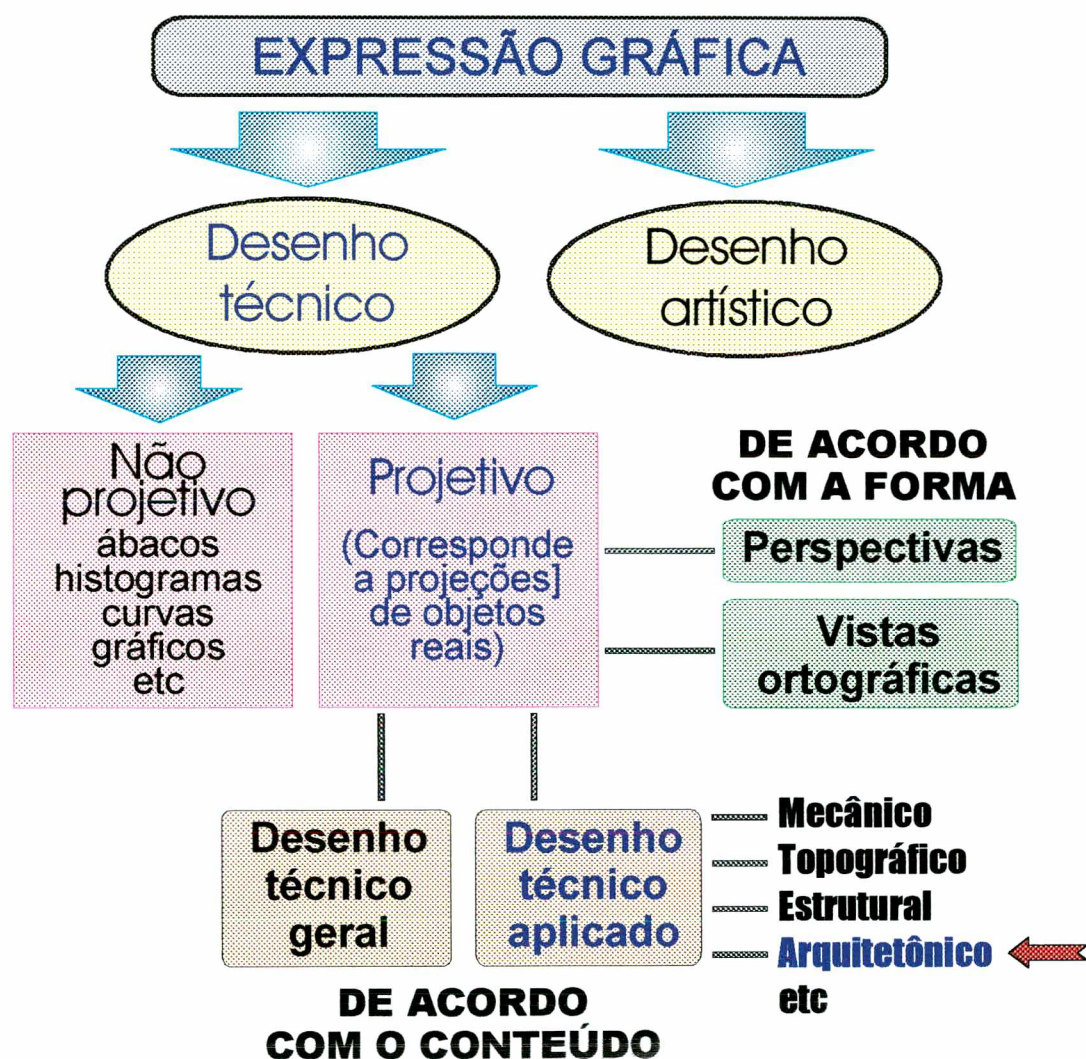 EXPRESSÃO GRÁFICA
Desenho
técnico
Desenho
artístico
Não
projetivo
ábacos
histogramas
curvas
gráficos
etc
Projetivo
(Corresponde
a projeções]
de objetos
reais)
DE ACORDO
COM A FORMA
Perspectivas
Vistas
ortográficas
Desenho
técnico
geral
Desenho
técnico
aplicado
Mecânico
Topográfico
Estrutural
Arquitetônico
etc
DE ACORDO
COM O CONTEÚDO